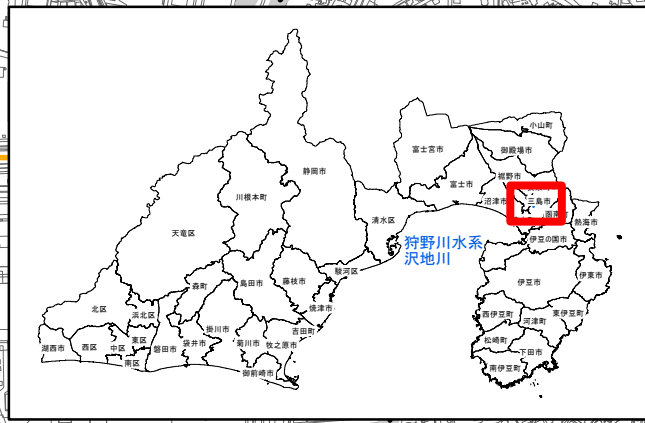 小山町
御殿場市
富士宮市
裾野市
富士市
静岡市
沼津市
三島市
函南町
熱海市
川根本町
清水区
天竜区
狩野川水系
沢地川
伊豆の国市
駿河区
伊豆市
伊東市
島田市
藤枝市
森町
北区
浜北区
焼津市
西伊豆町
東伊豆町
河津町
掛川市
吉田町
湖西市
西区
中区
東区
磐田市
袋井市
菊川市
牧之原市
松崎町
下田市
南区
御前崎市
南伊豆町